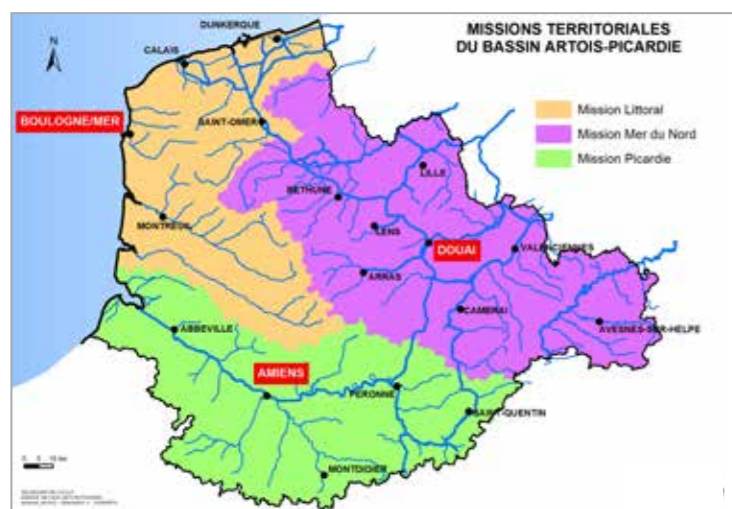 MISSIONS TERRITORIALES
DU BASSIN ARTOIS-PICARDIE
N
DUNKERQUE
CALAIS
BOULOGNE/MER
SAINT-OMER
Mission Littoral
Mission Mer du Nord
Mission Picardie
LILLE
BETHUNE
MONTREUIL
LENS
DOUAI
VALENCIENNES
ARRAS
CAMBRAI
AVESNES-SUR-HELPE
ABBEVILLE
AMIENS
PERONNE
SAINT-QUENTIN
MONTDIDIER